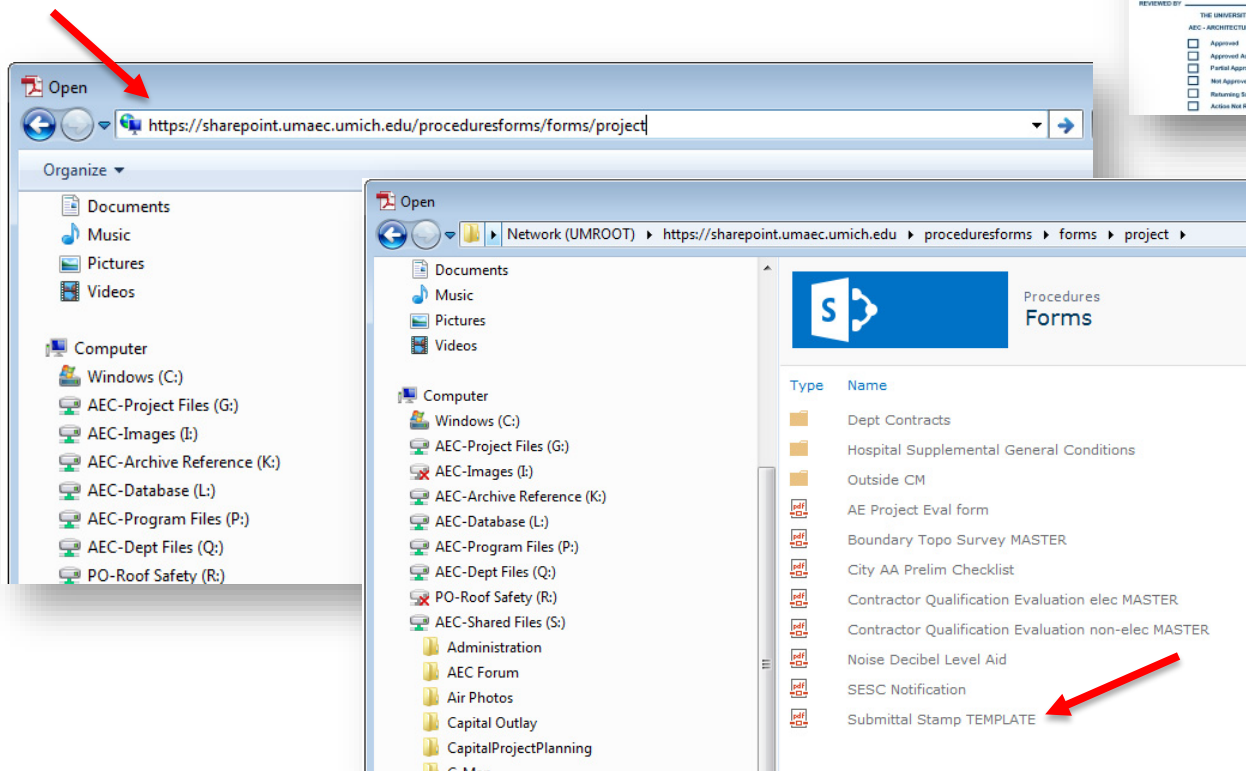 REVIEWED BY
THE UNIVERSIT
AEC - ARCHITECTU
Approved
Approved As
Partial Appr
Not Approve
Returning
Action Not R
Open
https://sharepoint.umaec.umich.edu/proceduresforms/forms/project
Organize
Documents
Music
Pictures
Videos
Computer
Windows (C:)
AEC-Project Files (G:)
AEC-Images (I:)
AEC-Archive Reference (K:)
AEC-Database (L:)
AEC-Program Files (P:)
AEC-Dept Files (Q:)
PO-Roof Safety (R:)
Open
Network (UMROOT) https://sharepoint.umaec.umich.edu proceduresforms forms project
Documents
Music
Pictures
Videos
Computer
Windows (C:)
AEC-Project Files (G:)
AEC-Images (I:)
AEC-Archive Reference (K:)
AEC-Database (L:)
AEC-Program Files (P:)
AEC-Dept Files (Q:)
PO-Roof Safety (R:)
AEC-Shared Files (S:)
Administration
AEC Forum
Air Photos
Capital Outlay
CapitalProjectPlanning
S
Procedures
Forms
Type Name
Dept Contracts
Hospital Supplemental General Conditions
Outside CM
pdf AE Project Eval form
pdf Boundary Topo Survey MASTER
pdf City AA Prelim Checklist
pdf Contractor Qualification Evaluation elec MASTER
pdf Contractor Qualification Evaluation non-elec MASTER
pdf Noise Decibel Level Aid
pdf SESC Notification
pdf Submittal Stamp TEMPLATE